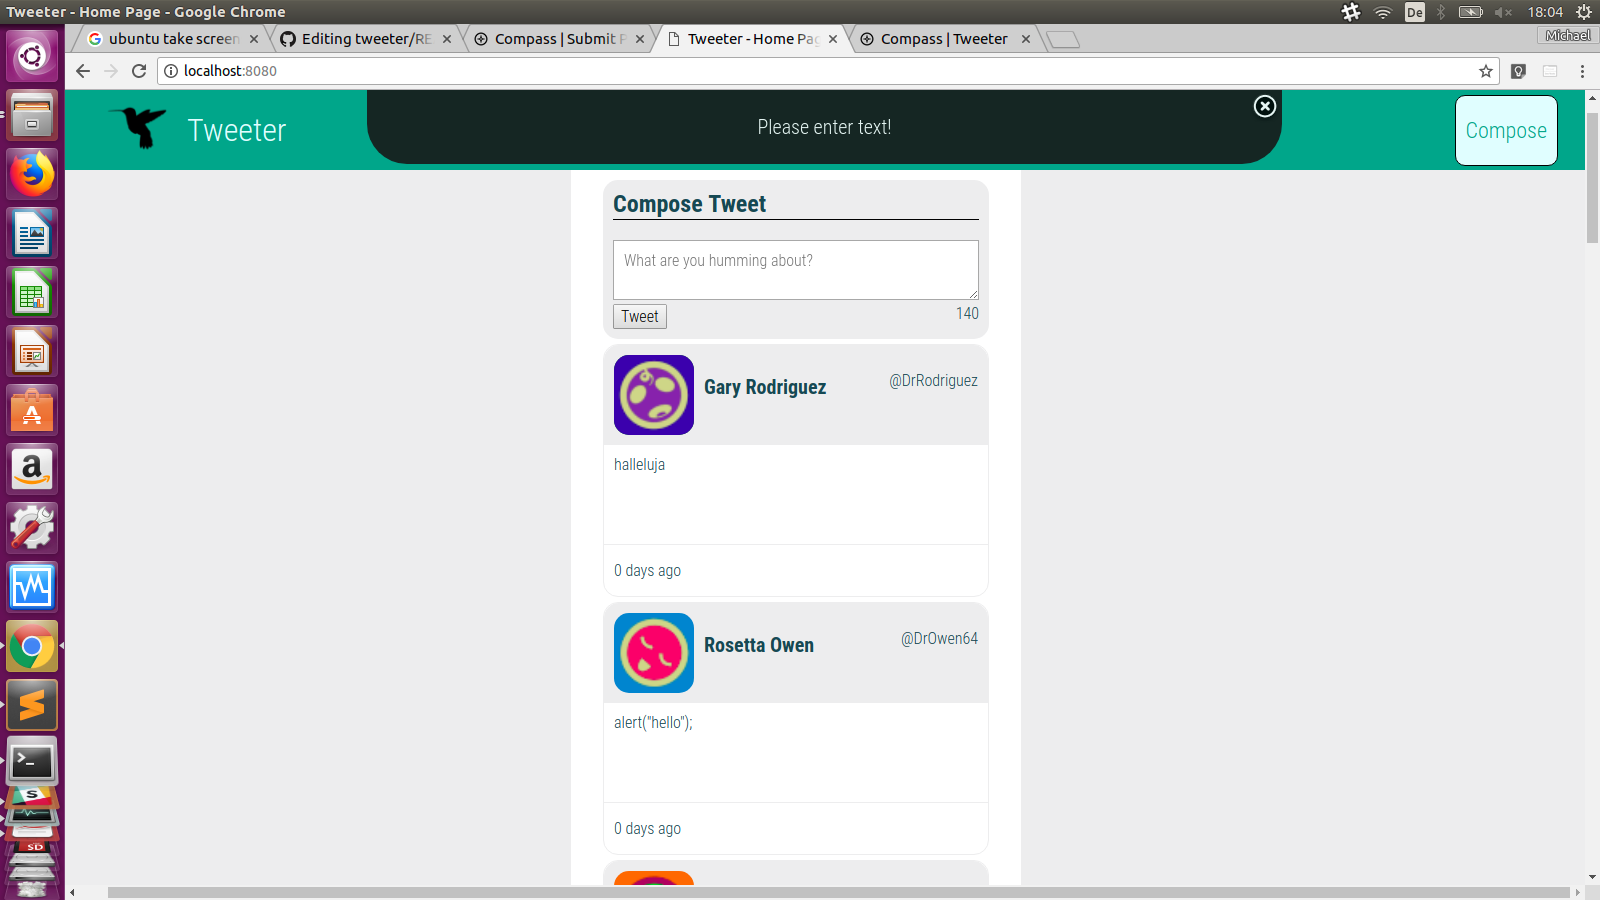 Tweeter - Home Page - Google Chrome
De
18:04
ubuntu take screen
Editing tweeter/RE
Compass | Submit P
Tweeter - Home Pag
Compass | Tweeter
Michael
localhost:8080
Tweeter
Please enter text!
Compose
Compose Tweet
What are you humming about?
Tweet
140
Gary Rodriguez
@DrRodriguez
halleluja
0 days ago
Rosetta Owen
@DrOwen64
alert("hello");
0 days ago